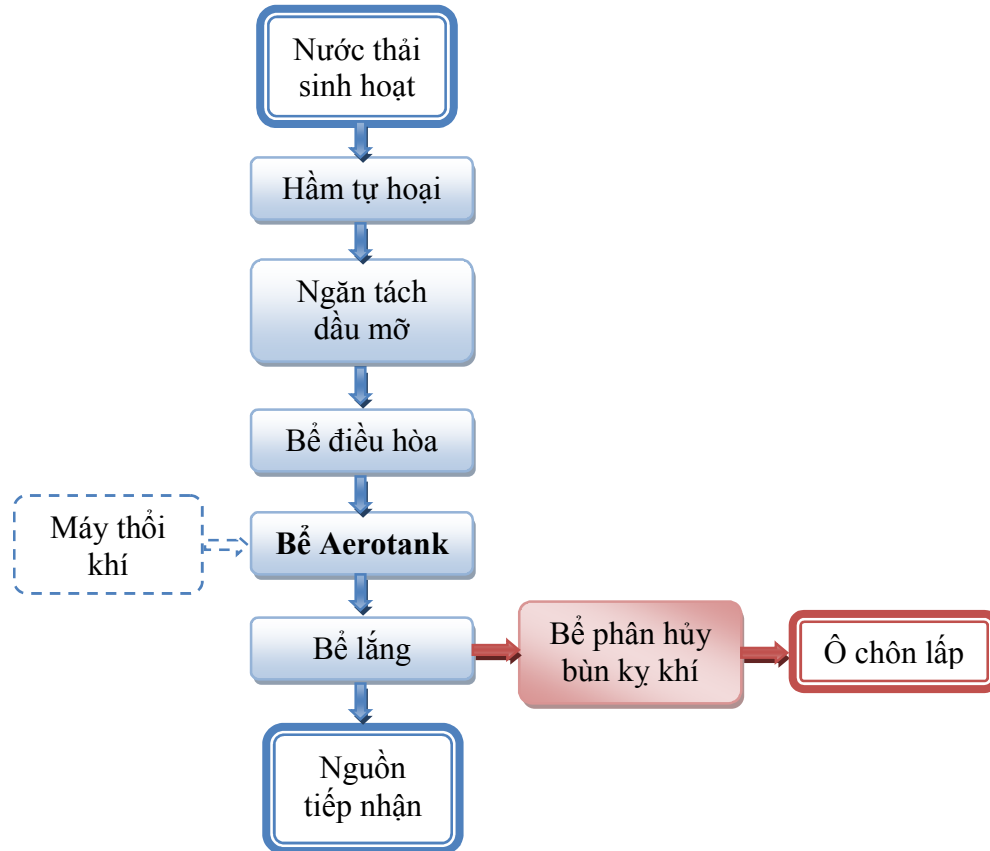 Nước thải
sinh hoạt
Hầm tự hoại
Ngăn tách
dầu mỡ
Bể điều hòa
Máy thổi
khí
Bể Aerotank
Bể lắng
Bể phân hủy
bùn kỵ khí
Ô chôn lấp
Nguồn
tiếp nhận